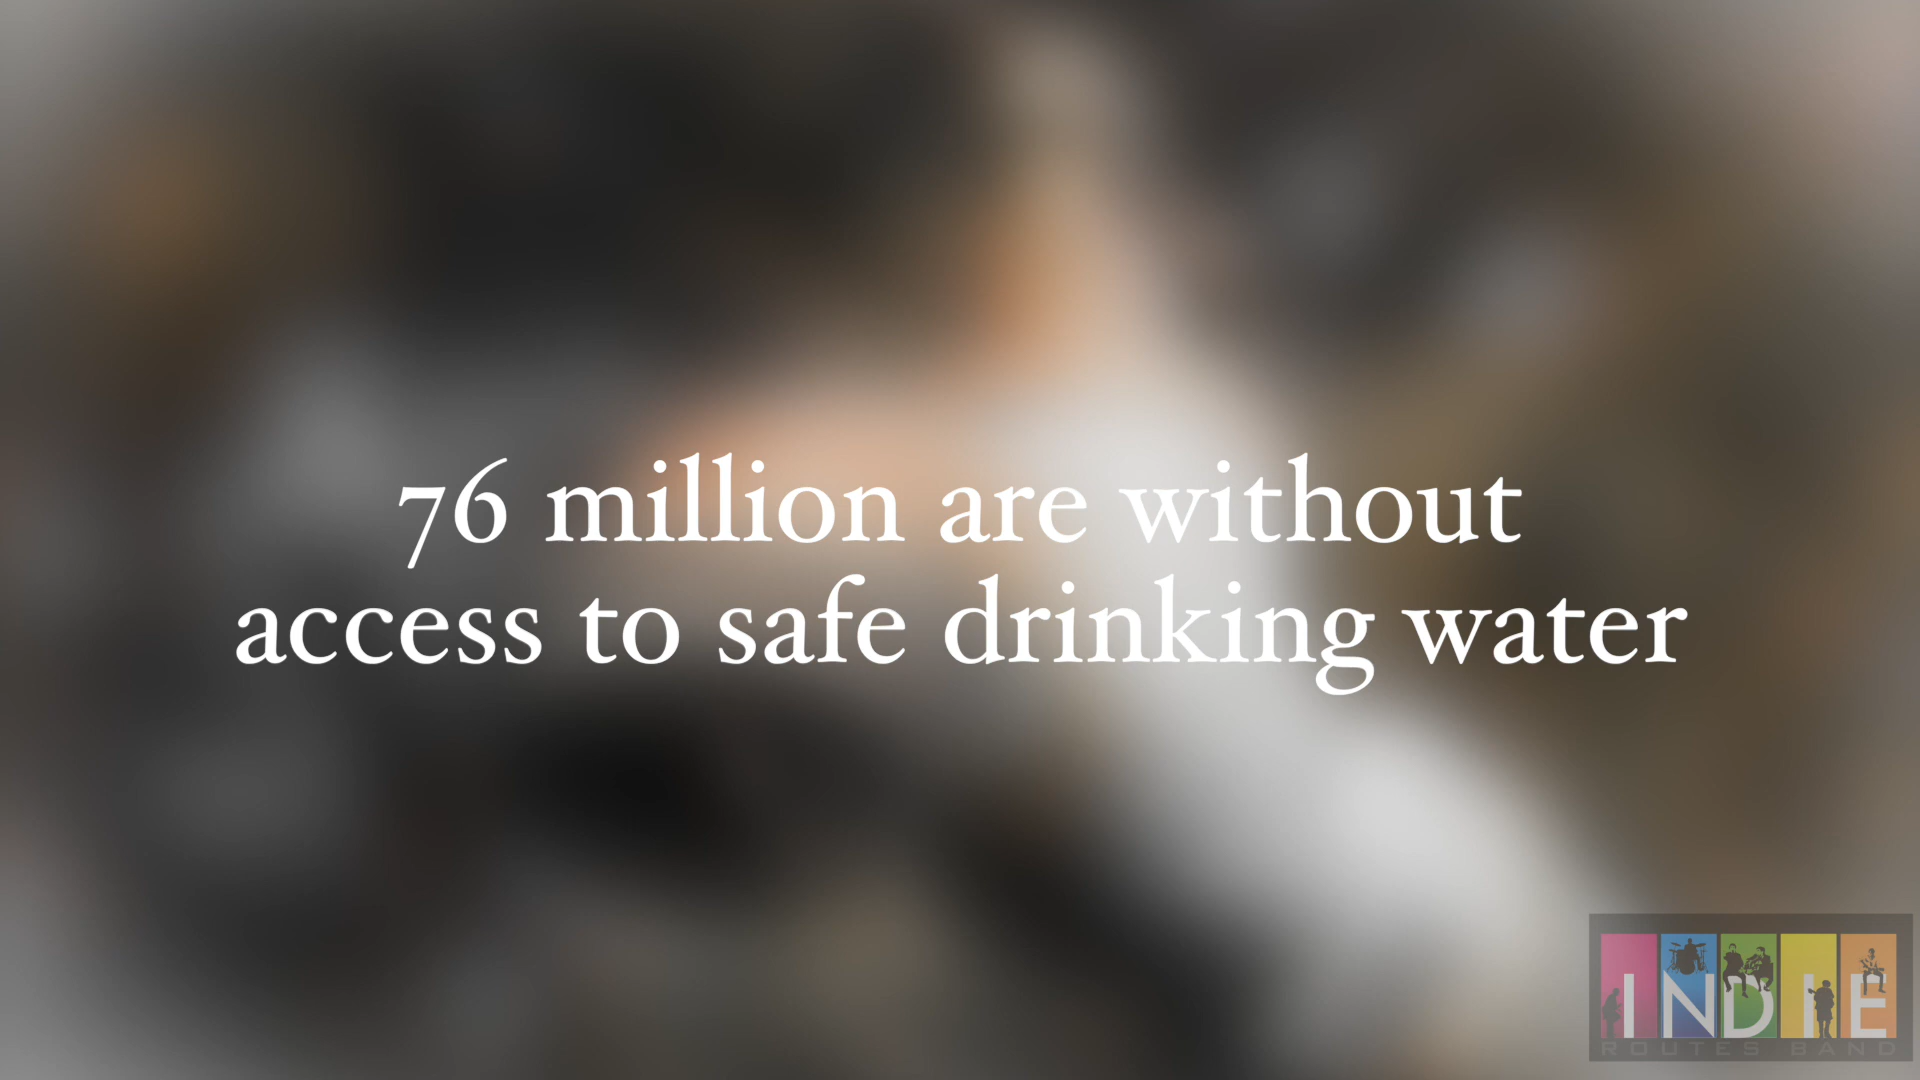 76 million are without
access to safe drinking water
INDIE
ROUTES BAND